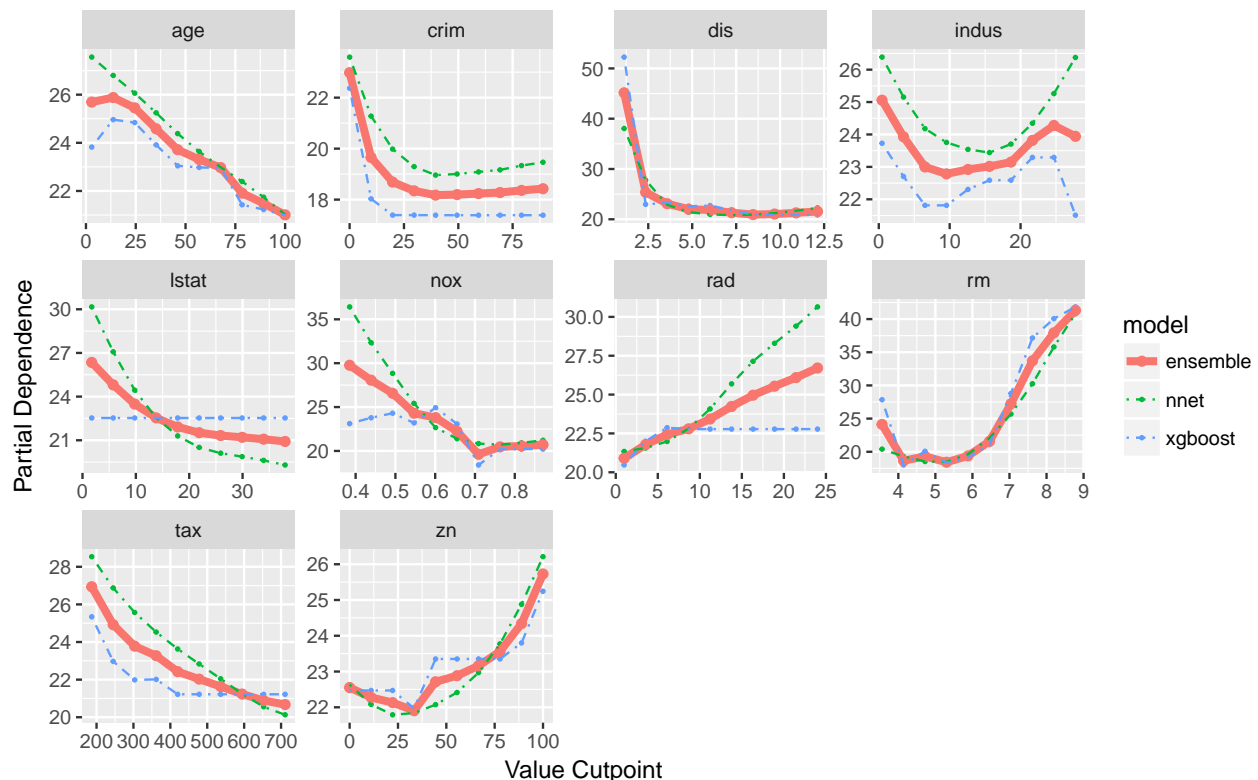 age crim dis indus
26
24
22
0 25 50 75 100
22
20
18
0 25 50 75
50
40
30
20
2.5 5.0 7.5 10.0 12.5
26
25
24
23
22
0 10 20
Partial Dependence
lstat nox rad rm
30
27
24
21
0 10 20 30
35
30
25
20
0.4 0.5 0.6 0.7 0.8
30.0
27.5
25.0
22.5
20.0
0 5 10 15 20 25
40
35
30
25
20
4 5 6 7 8 9
model
ensemble
nnet
xgboost
tax zn
28
26
24
22
20
200 300 400 500 600 700
26
25
24
23
22
0 25 50 75 100
Value Cutpoint